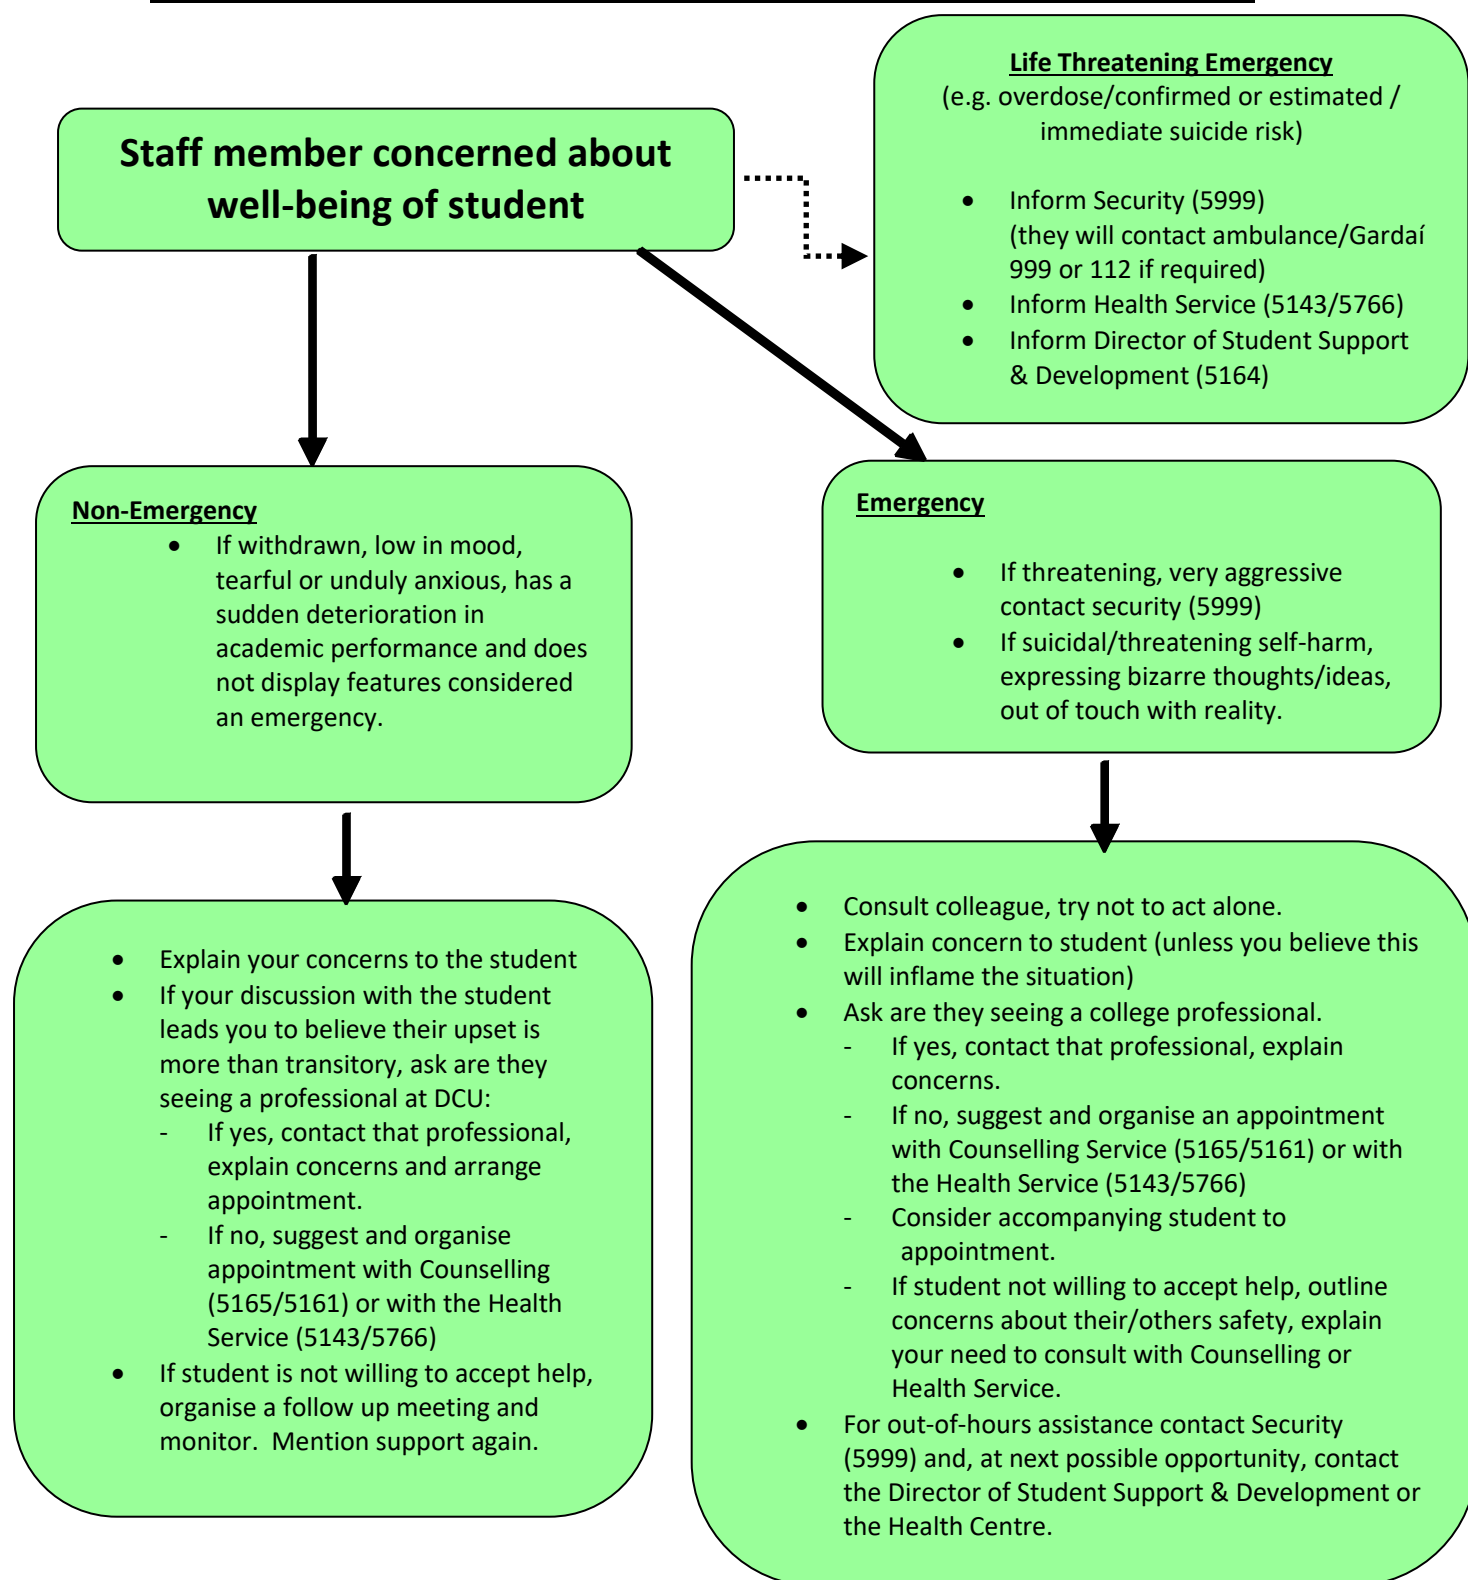 Life Threatening Emergency
(e.g. overdose/confirmed or estimated /
immediate suicide risk)
• Inform Security (5999)
(they will contact ambulance/Gardaí
999 or 112 if required)
• Inform Health Service (5143/5766)
• Inform Director of Student Support
& Development (5164)
Staff member concerned about
well-being of student
Non-Emergency
• If withdrawn, low in mood,
tearful or unduly anxious, has a
sudden deterioration in
academic performance and does
not display features considered
an emergency.
Emergency
• If threatening, very aggressive
contact security (5999)
• If suicidal/threatening self-harm,
expressing bizarre thoughts/ideas,
out of touch with reality.
• Explain your concerns to the student
• If your discussion with the student
leads you to believe their upset is
more than transitory, ask are they
seeing a professional at DCU:
- If yes, contact that professional,
explain concerns and arrange
appointment.
- If no, suggest and organise
appointment with Counselling
(5165/5161) or with the Health
Service (5143/5766)
• If student is not willing to accept help,
organise a follow up meeting and
monitor. Mention support again.
• Consult colleague, try not to act alone.
• Explain concern to student (unless you believe this
will inflame the situation)
• Ask are they seeing a college professional.
- If yes, contact that professional, explain
concerns.
- If no, suggest and organise an appointment
with Counselling Service (5165/5161) or with
the Health Service (5143/5766)
- Consider accompanying student to
appointment.
- If student not willing to accept help, outline
concerns about their/others safety, explain
your need to consult with Counselling or
Health Service.
• For out-of-hours assistance contact Security
(5999) and, at next possible opportunity, contact
the Director of Student Support & Development or
the Health Centre.